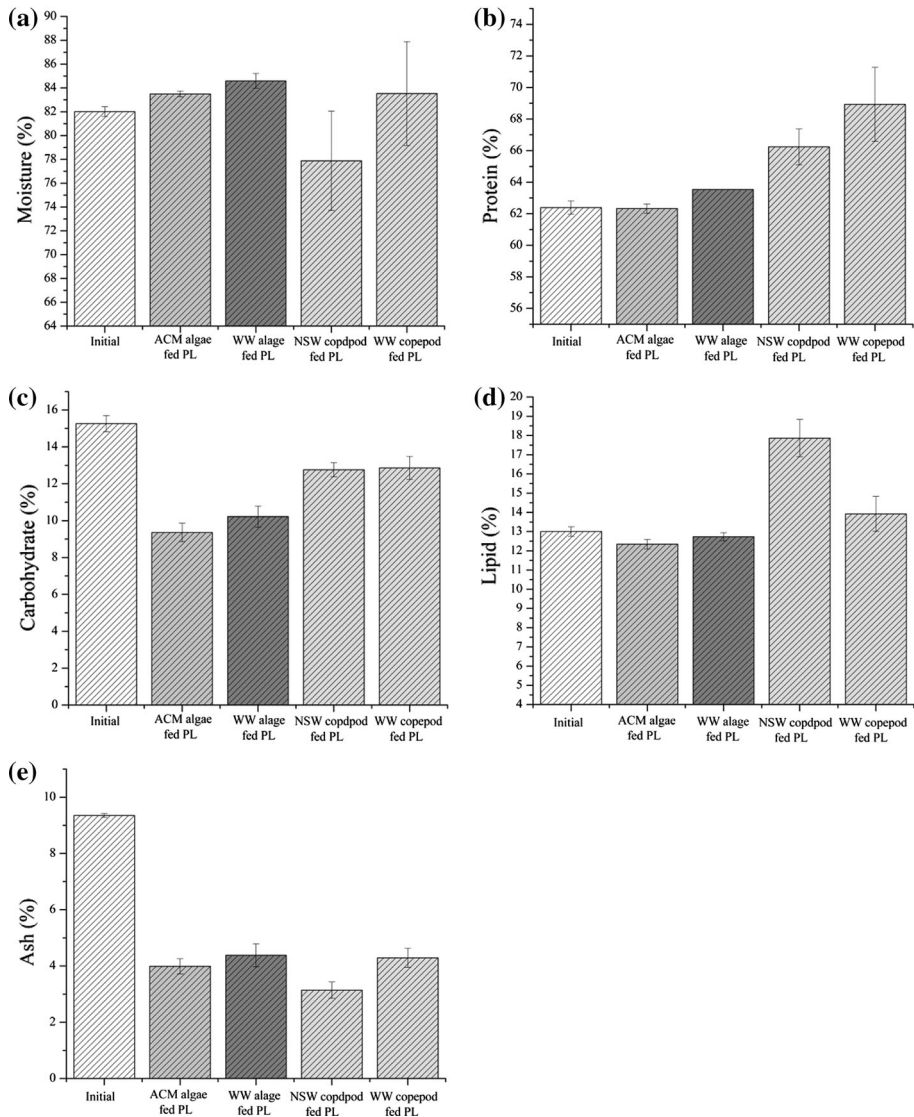 (a)
90
88
86
84
82
80
78
76
74
72
70
68
66
64
Moisture (%)
Initial
ACM algae
fed PL
WW alage
fed PL
NSW copdpod
fed PL
WW copepod
fed PL
(b)
74
72
70
68
66
64
62
60
58
56
Protein (%)
Initial
ACM algae
fed PL
WW alage
fed PL
NSW copdpod
fed PL
WW copepod
fed PL
(c)
16
14
12
10
8
6
4
2
0
Carbohydrate (%)
Initial
ACM algae
fed PL
WW alage
fed PL
NSW copdpod
fed PL
WW copepod
fed PL
(d)
20
19
18
17
16
15
14
13
12
11
10
9
8
7
6
5
4
Lipid (%)
Initial
ACM algae
fed PL
WW alage
fed PL
NSW copdpod
fed PL
WW copepod
fed PL
(e)
10
8
6
4
2
0
Ash (%)
Initial
ACM algae
fed PL
WW alage
fed PL
NSW copdpod
fed PL
WW copepod
fed PL